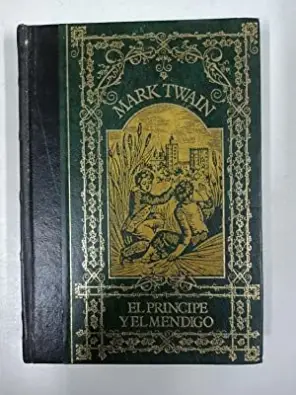 MARK TWAIN
EL PRINCIPE
Y EL MENDIGO